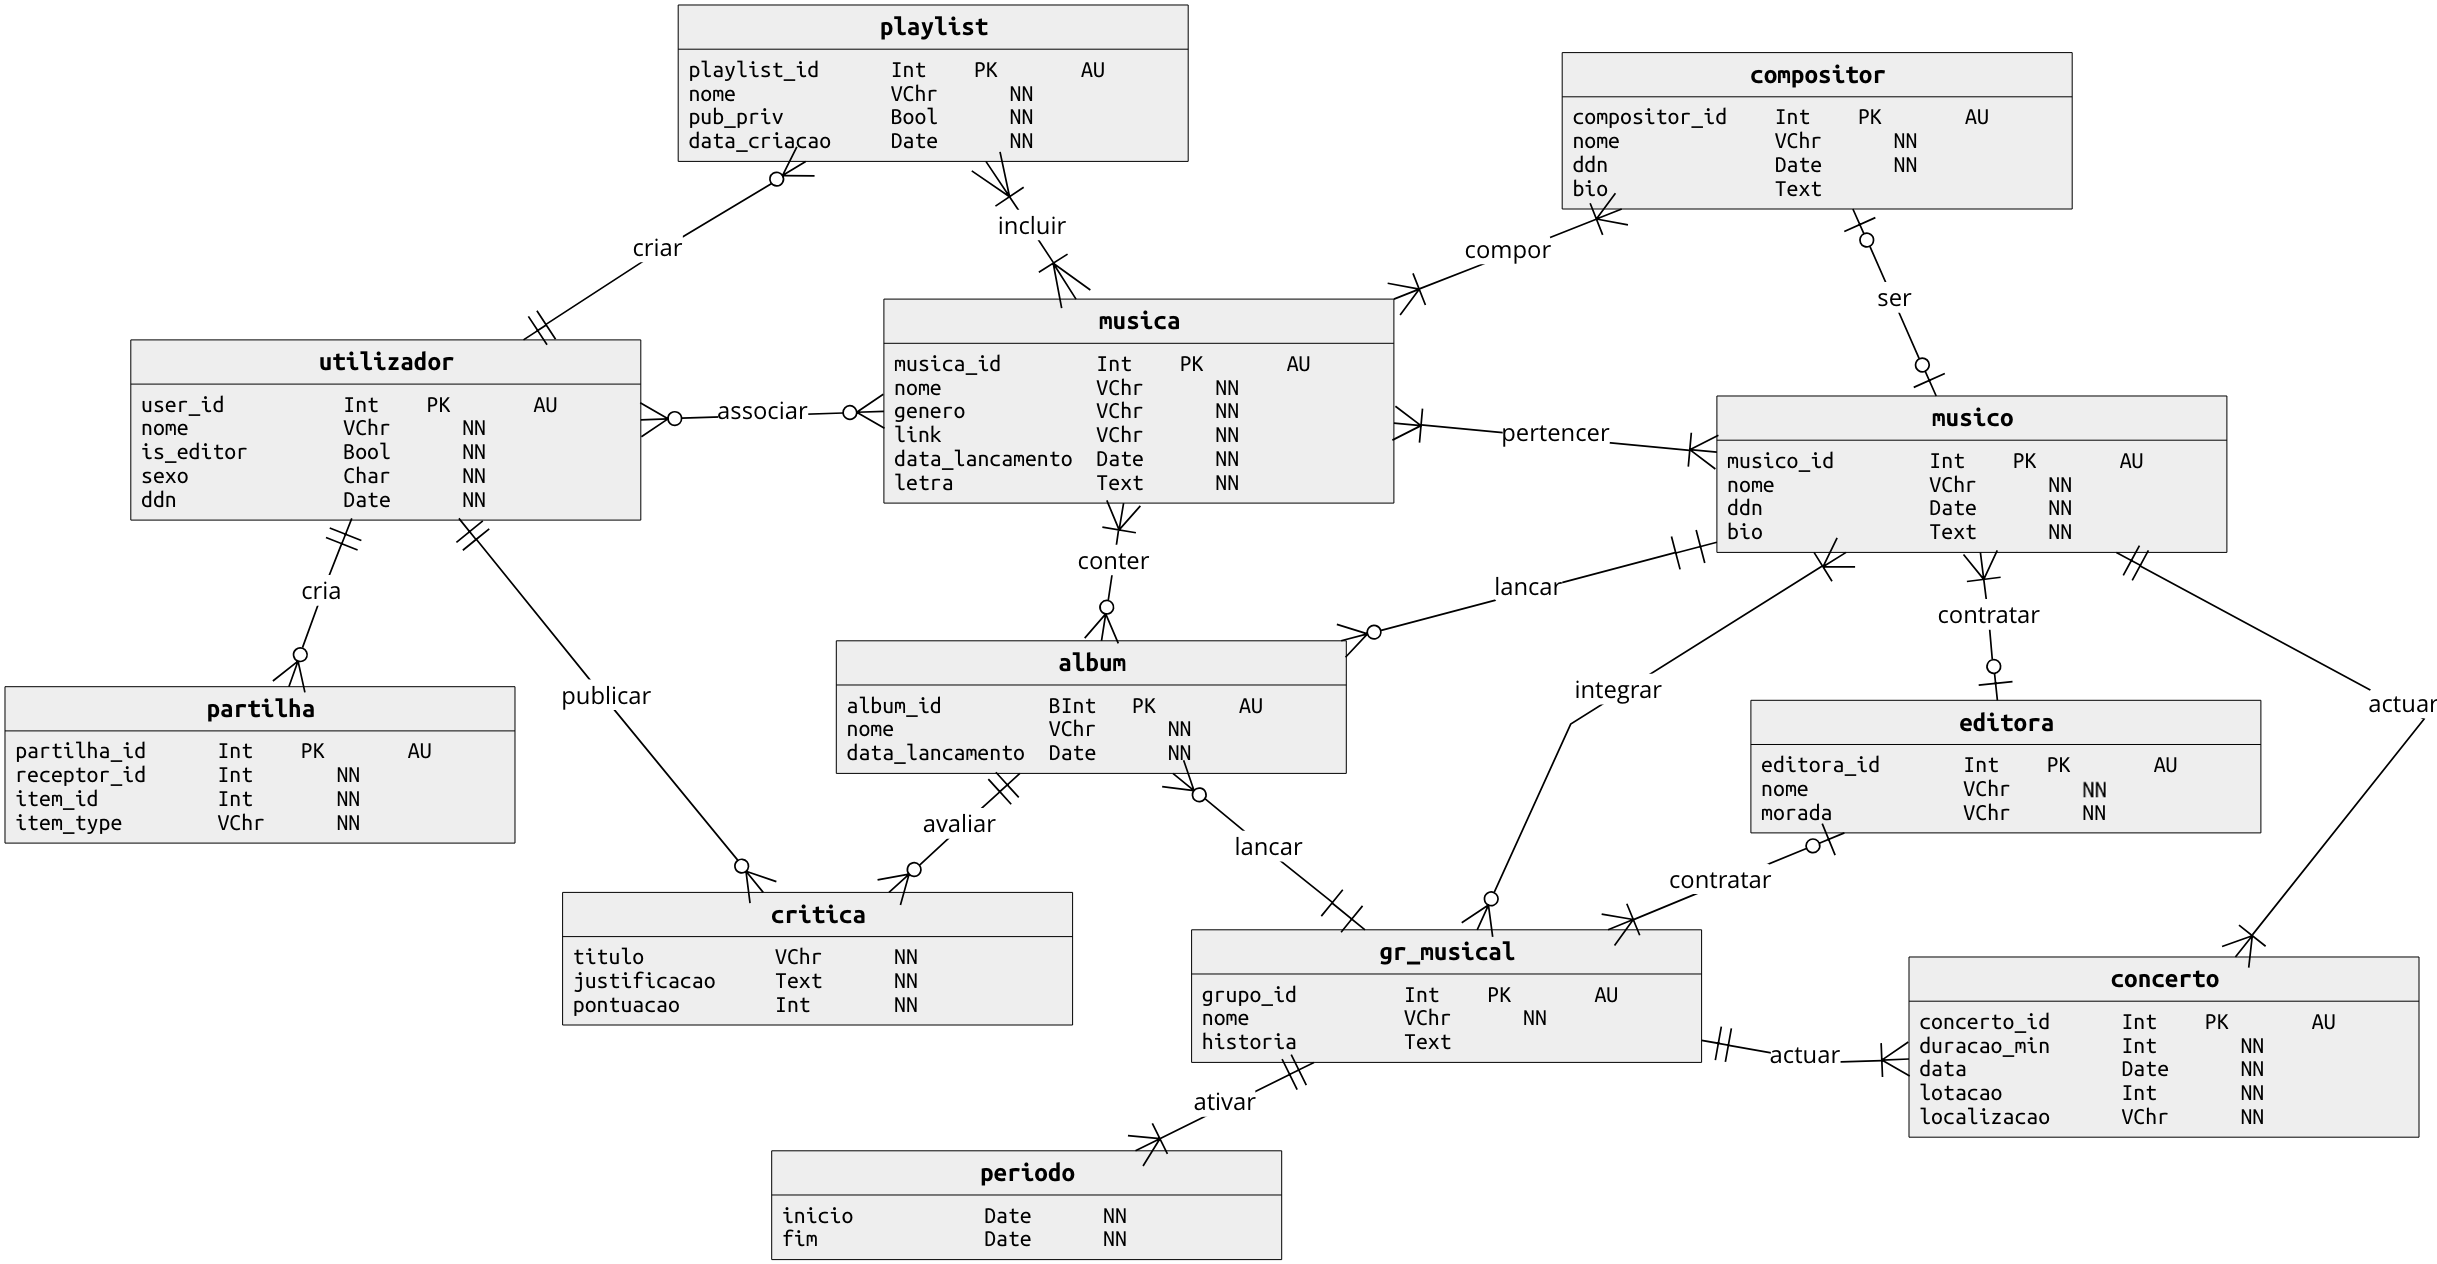 playlist
playlist_id Int PK AU
nome VChr NN
pub_priv Bool NN
data_criacao Date NN
compositor
compositor_id Int PK AU
nome VChr NN
ddn Date NN
bio Text
incluir
criar
compor
ser
musica
musica_id Int PK AU
nome VChr NN
genero VChr NN
link VChr NN
data_lancamento Date NN
letra Text NN
utilizador
user_id Int PK AU
nome VChr NN
is_editor Bool NN
sexo Char NN
ddn Date NN
associar
pertencer
musico
musico_id Int PK AU
nome VChr NN
ddn Date NN
bio Text NN
conter
cria
lancar
contratar
integrar
publicar
actuar
album
album_id BInt PK AU
nome VChr NN
data_lancamento Date NN
partilha
partilha_id Int PK AU
receptor_id Int NN
item_id Int NN
item_type VChr NN
editora
editora_id Int PK AU
nome VChr NN
morada VChr NN
avaliar
lancar
contratar
critica
titulo VChr NN
justificacao Text NN
pontuacao Int NN
gr_musical
grupo_id Int PK AU
nome VChr NN
historia Text
concerto
concerto_id Int PK AU
duracao_min Int NN
data Date NN
lotacao Int NN
localizacao VChr NN
actuar
ativar
periodo
inicio Date NN
fim Date NN